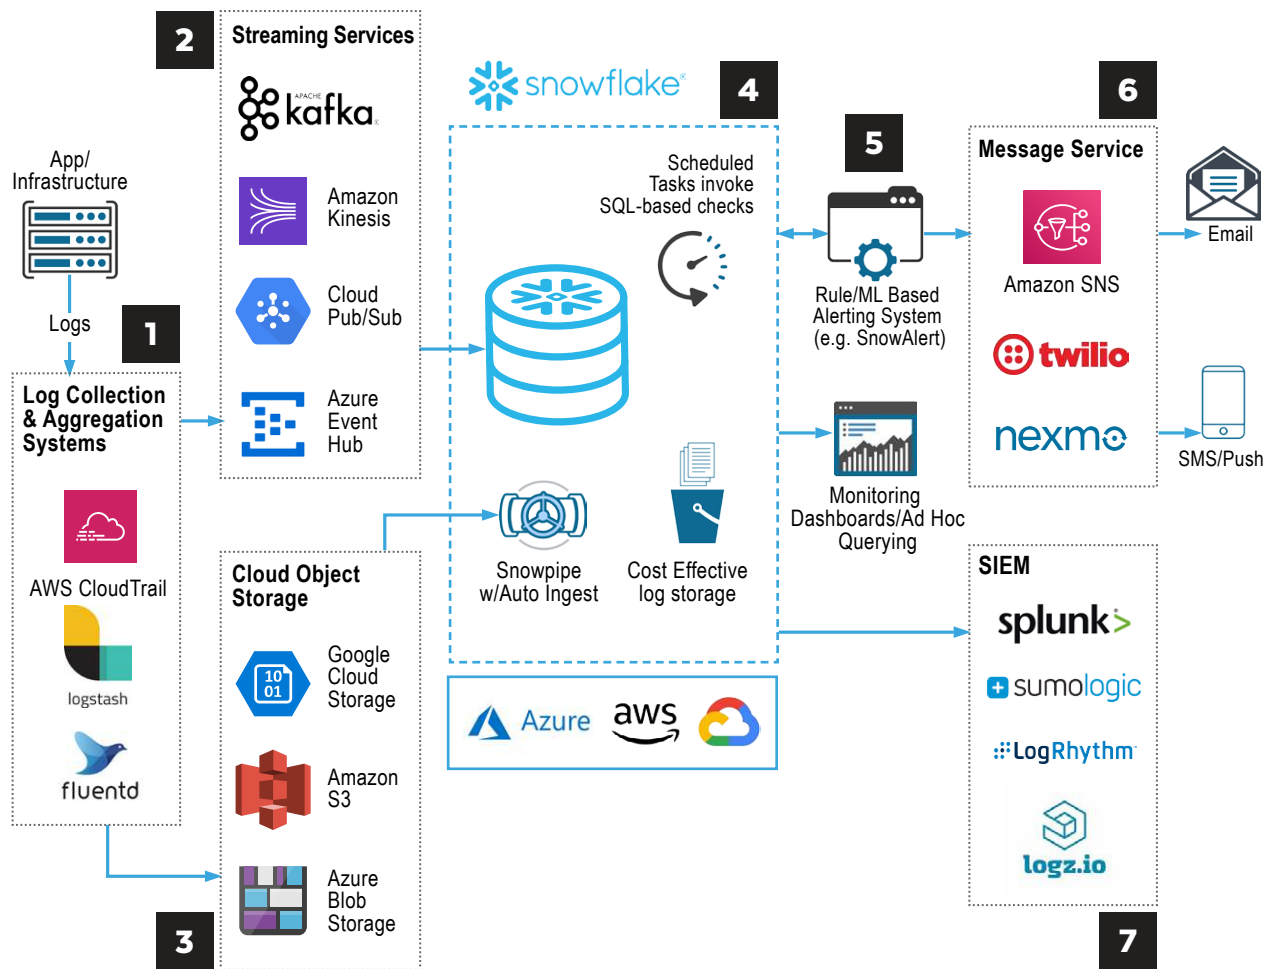 2
Streaming Services
APACHE
kafka
Amazon
Kinesis
Cloud
Pub/Sub
Azure
Event
Hub
App/
Infrastructure
Logs
1
Log Collection
& Aggregation
Systems
AWS CloudTrail
logstash
fluentd
3
Cloud Object
Storage
10
01
Google
Cloud
Storage
Amazon
S3
Azure
Blob
Storage
snowflake®
4
Scheduled
Tasks invoke
SQL-based checks
Snowpipe
w/Auto Ingest
Cost Effective
log storage
Azure
aws
5
Rule/ML Based
Alerting System
(e.g. SnowAlert)
Monitoring
Dashboards/Ad Hoc
Querying
6
Message Service
Amazon SNS
twilio
nexmo
Email
SMS/Push
SIEM
splunk>
sumologic
LogRhythm
logz.io
7